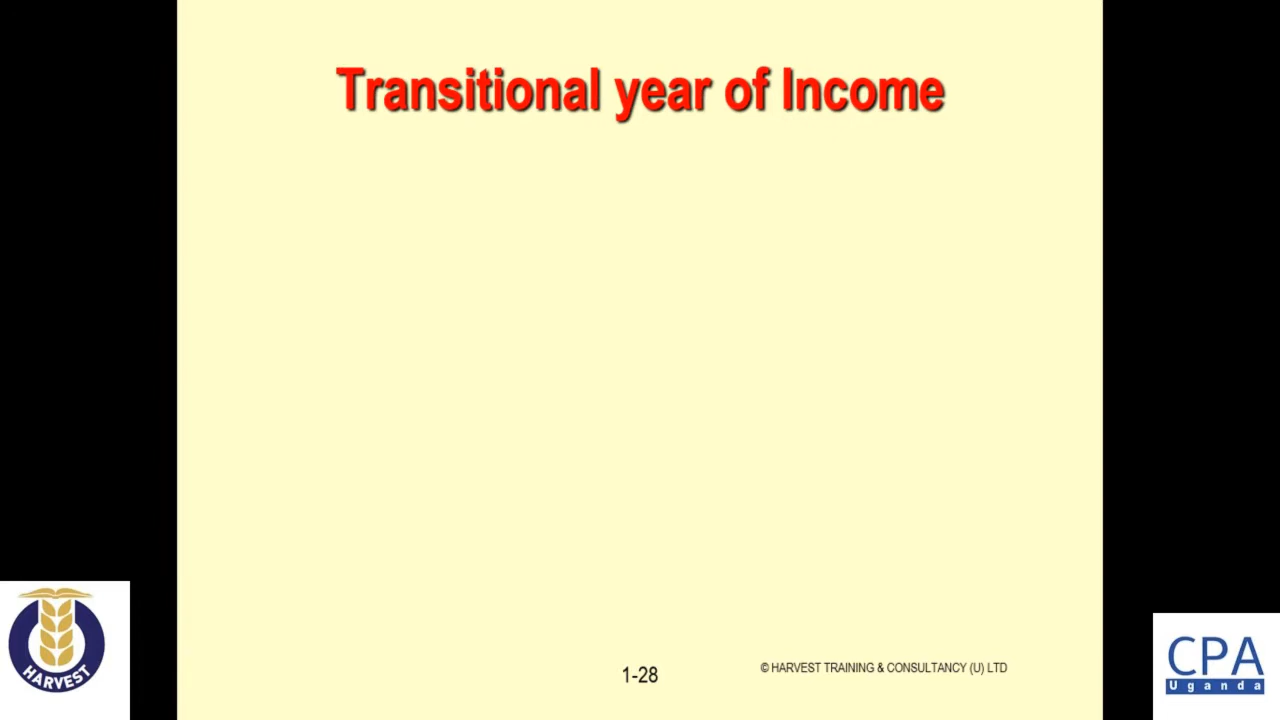 Transitional year of Income
1-28
© HARVEST TRAINING & CONSULTANCY (U) LTD
HARVEST
CPA
Uganda